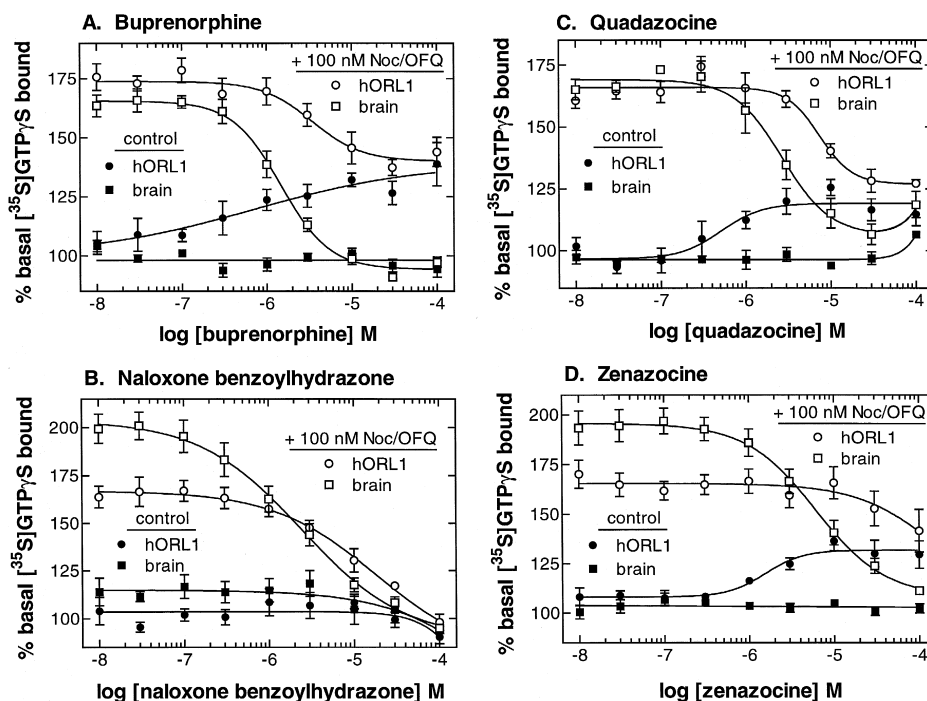 A. Buprenorphine
+ 100 nM Noc/OFQ
hORL1
brain
control
hORL1
brain
175
150
125
100
% basal [35S]GTPγS bound
-8 -7 -6 -5 -4
log [buprenorphine] M
C. Quadazocine
+ 100 nM Noc/OFQ
hORL1
brain
control
hORL1
brain
175
150
125
100
% basal [35S]GTPγS bound
-8 -7 -6 -5 -4
log [quadazocine] M
B. Naloxone benzoylhydrazone
+ 100 nM Noc/OFQ
hORL1
brain
control
hORL1
brain
200
175
150
125
100
% basal [35S]GTPγS bound
-8 -7 -6 -5 -4
log [naloxone benzoylhydrazone] M
D. Zenazocine
+ 100 nM Noc/OFQ
hORL1
brain
control
hORL1
brain
200
175
150
125
100
% basal [35S]GTPγS bound
-8 -7 -6 -5 -4
log [zenazocine] M